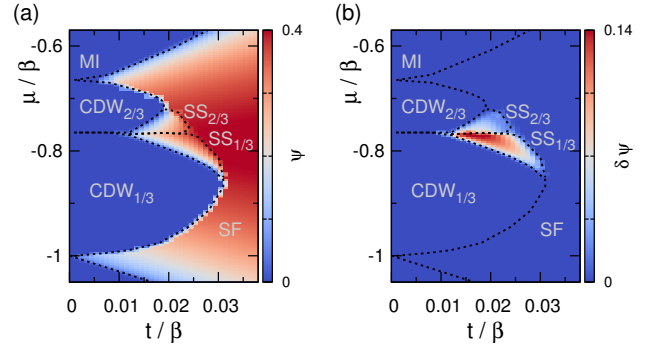 (a)
(b)
-0.6
-0.8
-1
μ / β
MI
CDW2/3
SS2/3
SS1/3
CDW1/3
SF
0
0.01
0.02
0.03
t / β
0.4
0
ψ
-0.6
-0.8
-1
μ / β
MI
CDW2/3
SS2/3
SS1/3
CDW1/3
SF
0
0.01
0.02
0.03
t / β
0.14
0
δ ψ